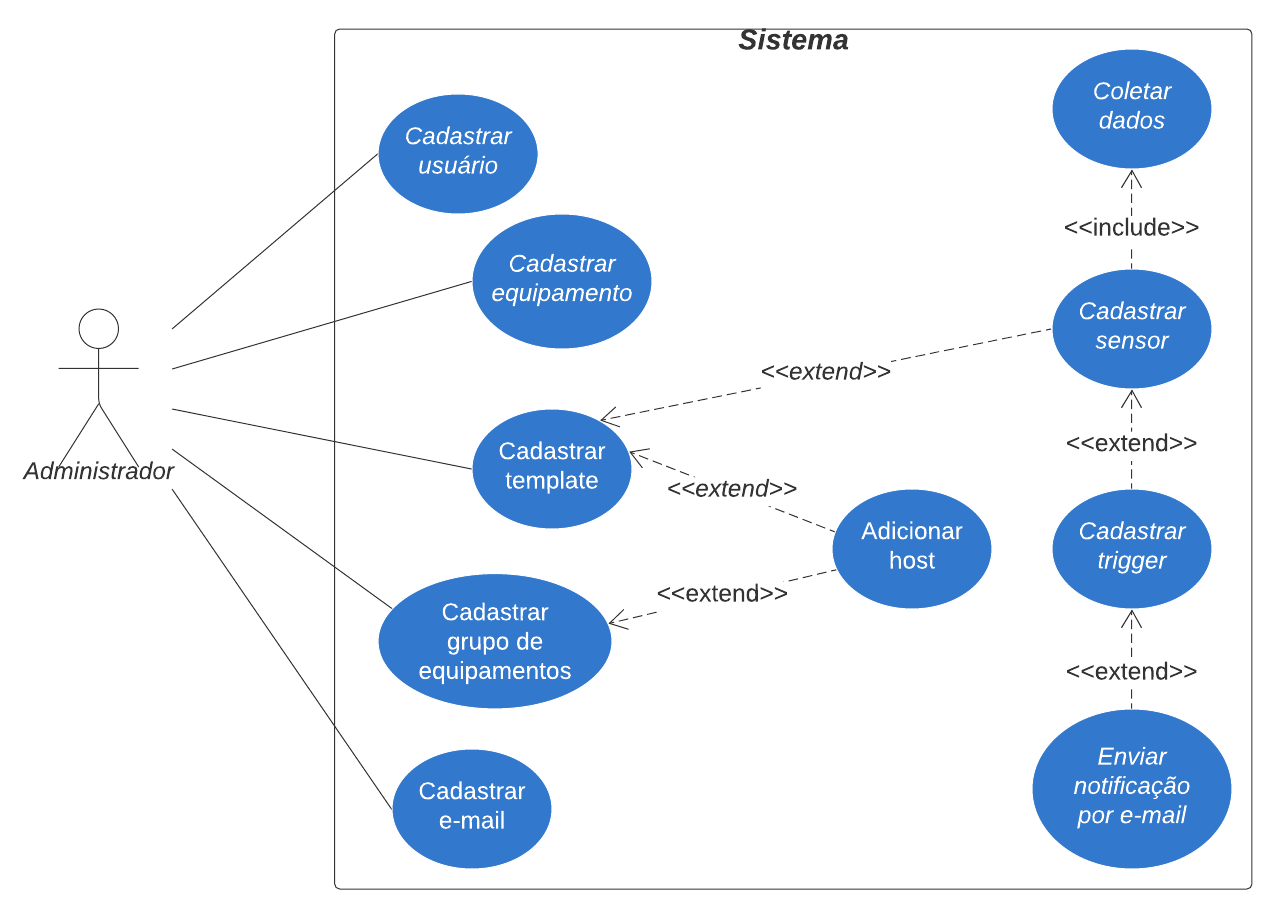 Sistema
Coletar
dados
Cadastrar
usuário
<<include>>
Cadastrar
equipamento
Cadastrar
sensor
<<extend>>
Cadastrar
template
<<extend>>
<<extend>>
Administrador
Adicionar
host
Cadastrar
trigger
<<extend>>
Cadastrar
grupo de
equipamentos
<<extend>>
Cadastrar
e-mail
Enviar
notificação
por e-mail